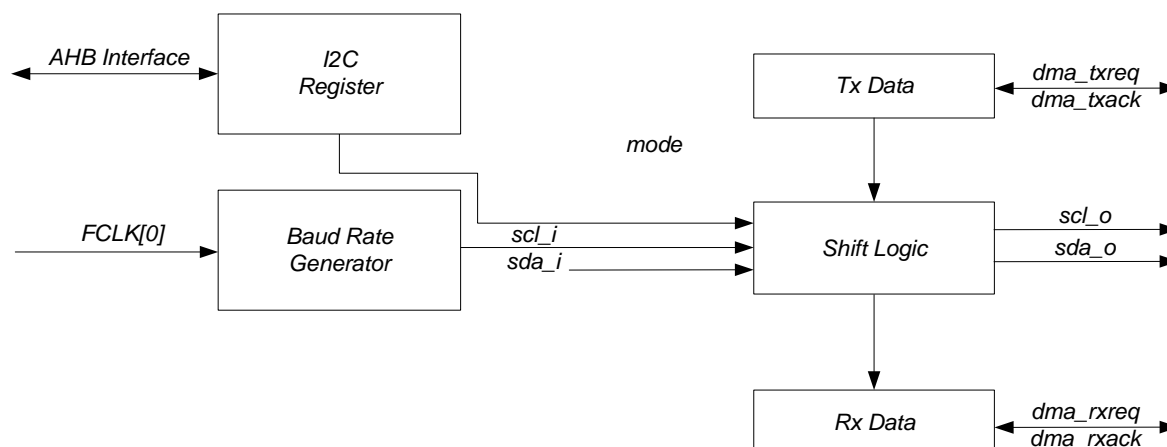 AHB Interface
I2C
Register
Tx Data
dma_txreq
dma_txack
mode
FCLK[0]
Baud Rate
Generator
scl_i
sda_i
Shift Logic
scl_o
sda_o
Rx Data
dma_rxreq
dma_rxack